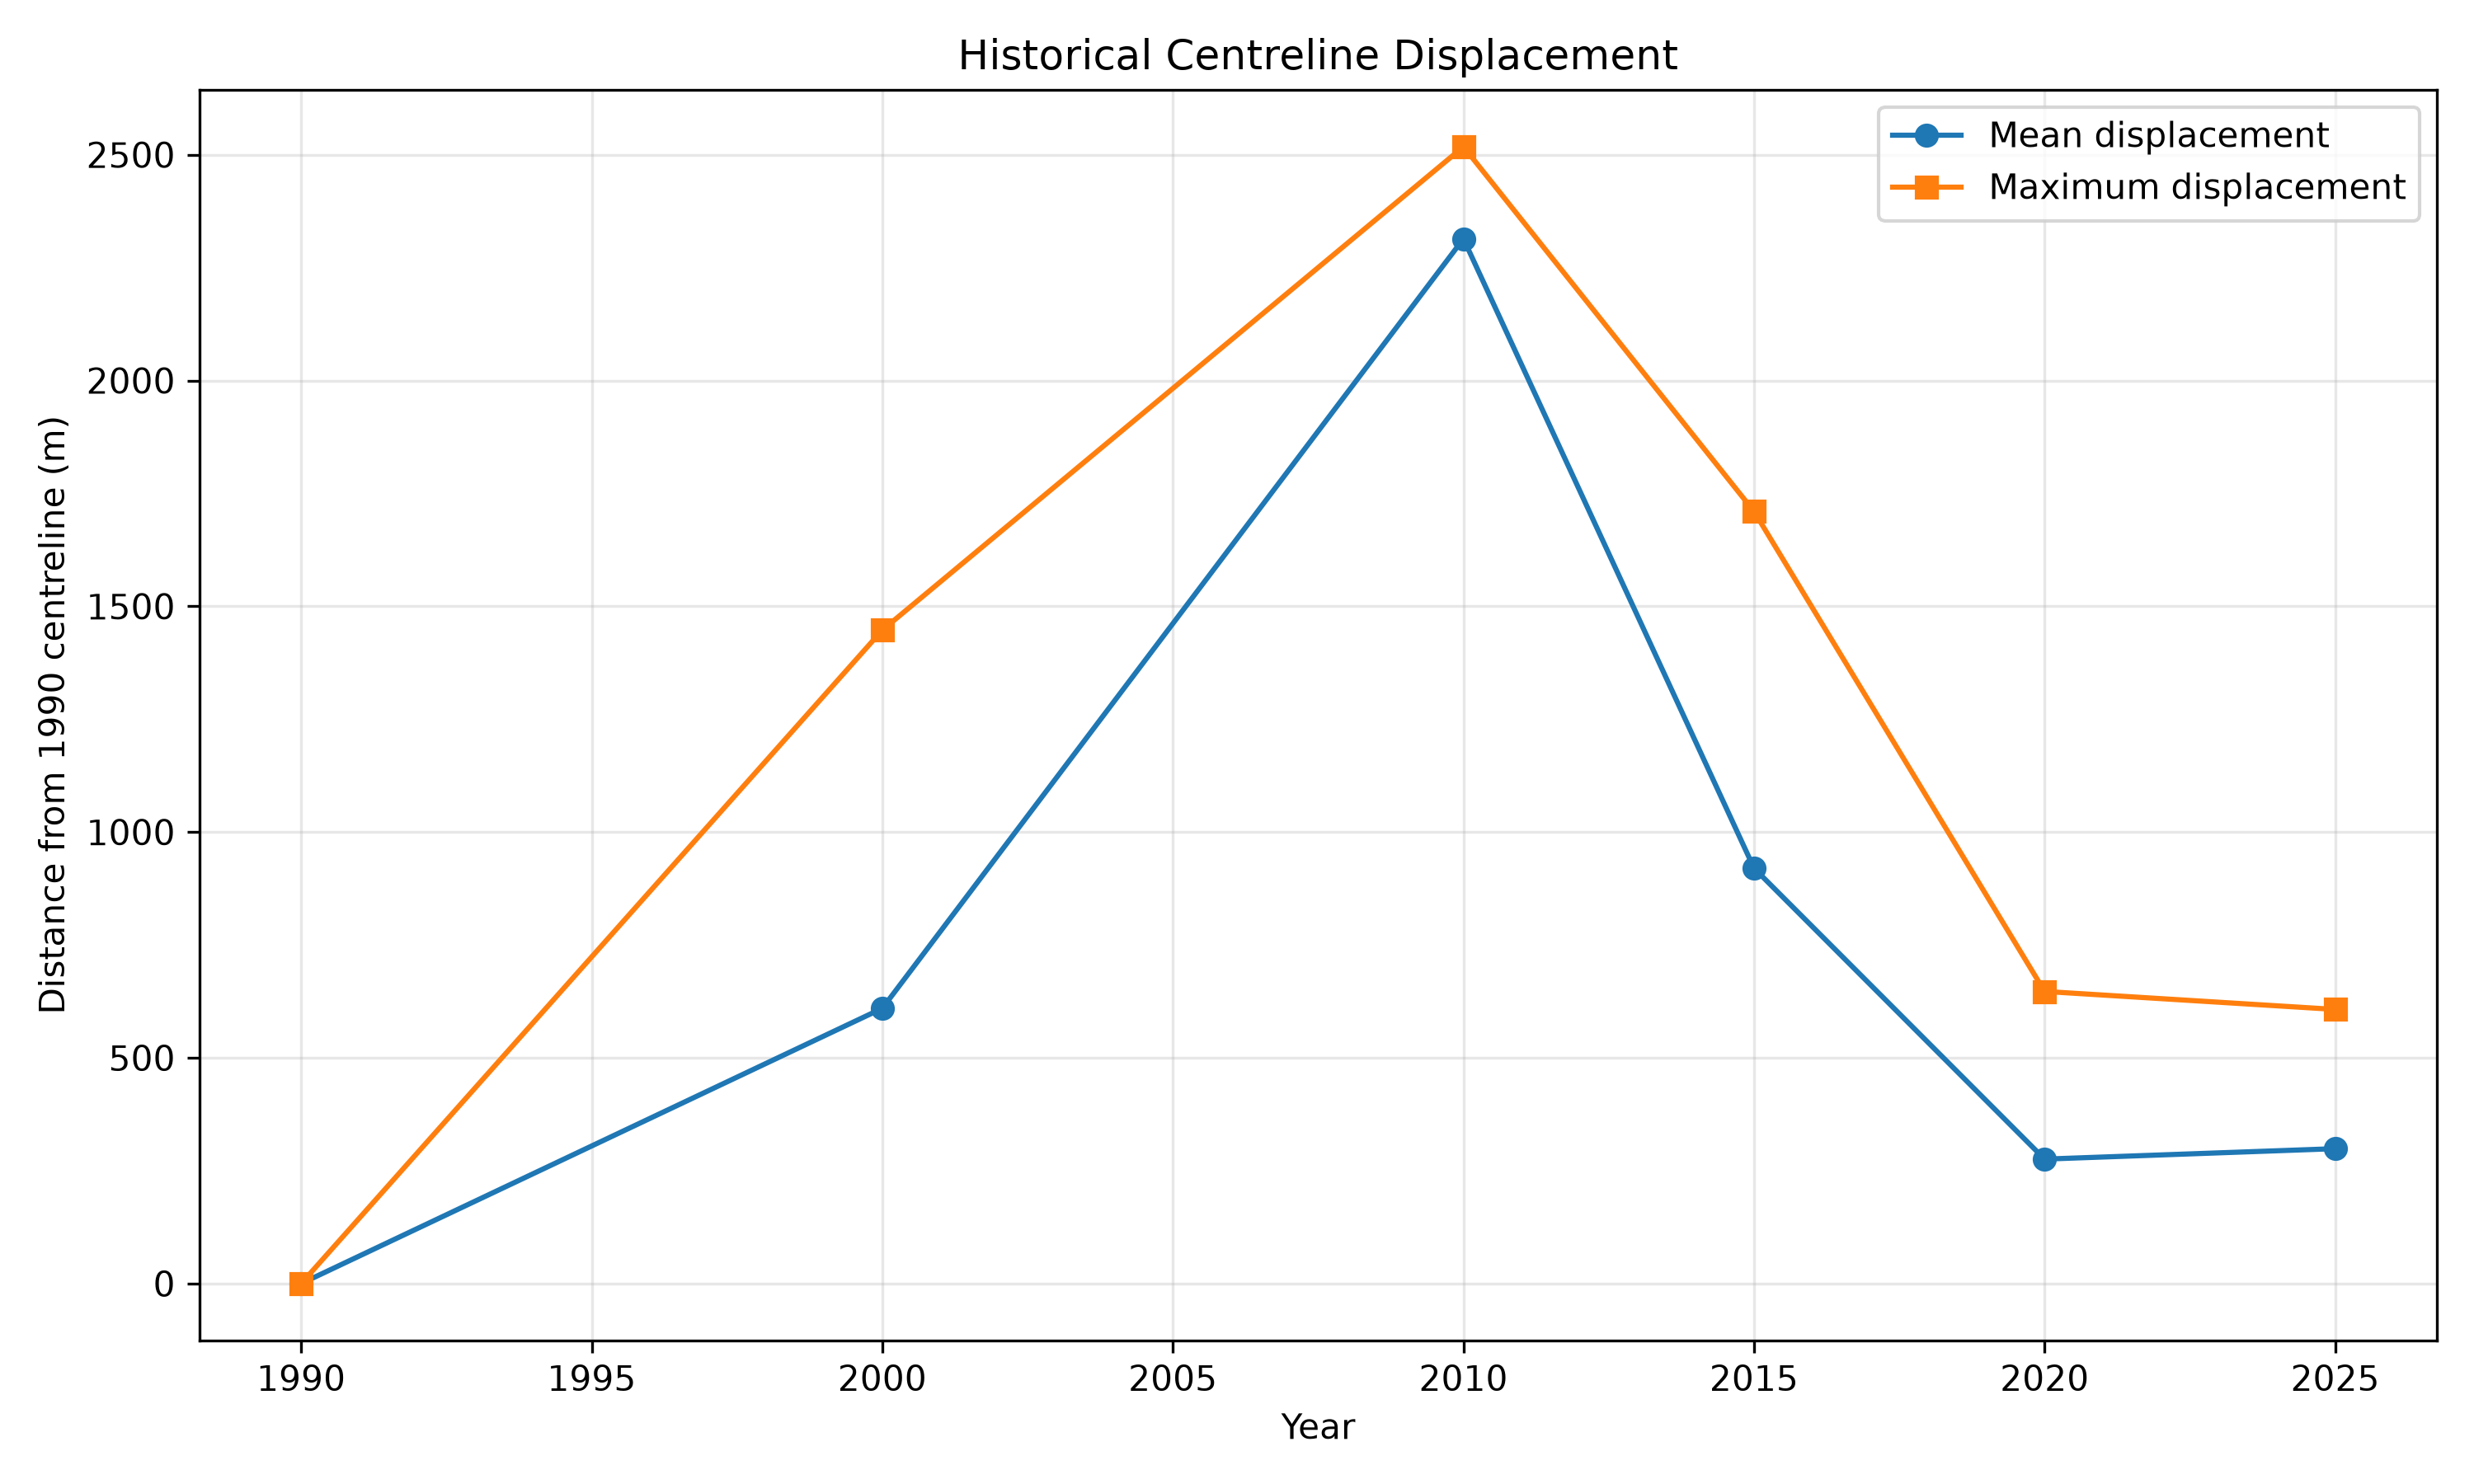 Historical Centreline Displacement
Mean displacement
Maximum displacement
Distance from 1990 centreline (m)
2500
2000
1500
1000
500
0
1990 1995 2000 2005 2010 2015 2020 2025
Year